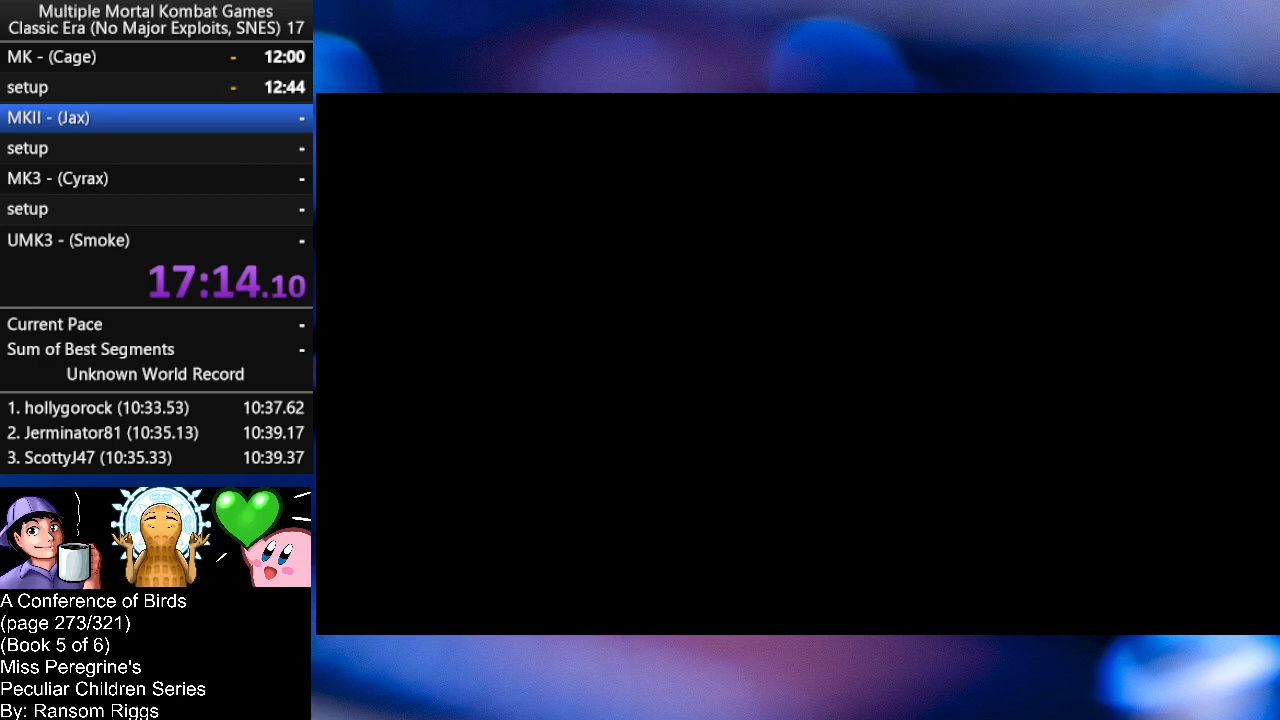 Multiple Mortal Kombat Games
Classic Era (No Major Exploits, SNES) 17
MK - (Cage) - 12:00
setup - 12:44
MKII - (Jax) -
setup -
MK3 - (Cyrax) -
setup -
UMK3 - (Smoke) -
17:14.10
Current Pace -
Sum of Best Segments -
Unknown World Record
1. hollygorock (10:33.53) 10:37.62
2. Jerminator81 (10:35.13) 10:39.17
3. ScottyJ47 (10:35.33) 10:39.37
A Conference of Birds
(page 273/321)
(Book 5 of 6)
Miss Peregrine's
Peculiar Children Series
By: Ransom Riggs